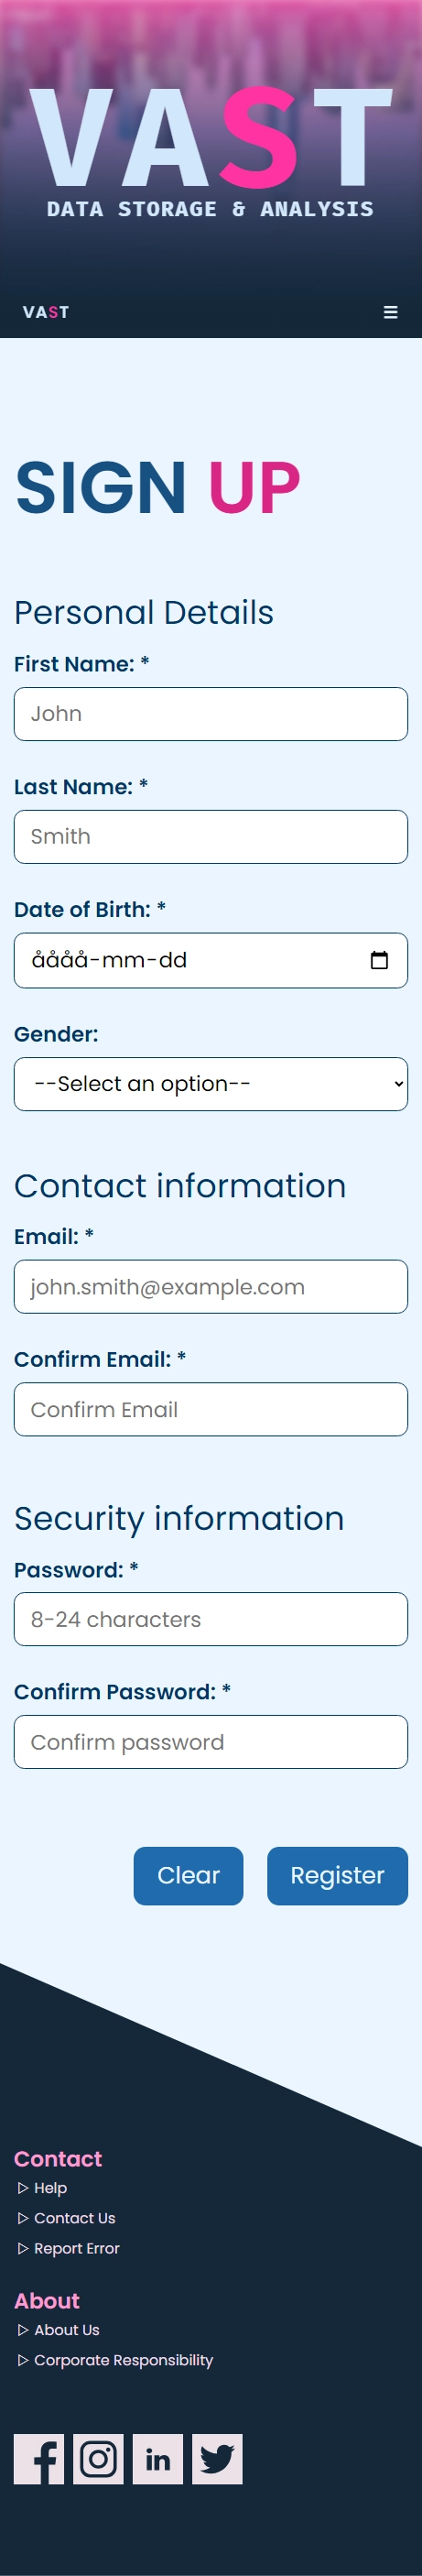 VAST
DATA STORAGE & ANALYSIS
VAST
SIGN UP
Personal Details
First Name: *
John
Last Name: *
Smith
Date of Birth: *
åååå-mm-dd
Gender:
--Select an option--
Contact information
Email: *
john.smith@example.com
Confirm Email: *
Confirm Email
Security information
Password: *
8-24 characters
Confirm Password: *
Confirm password
Clear Register
Contact
Help
Contact Us
Report Error
About
About Us
Corporate Responsibility
in